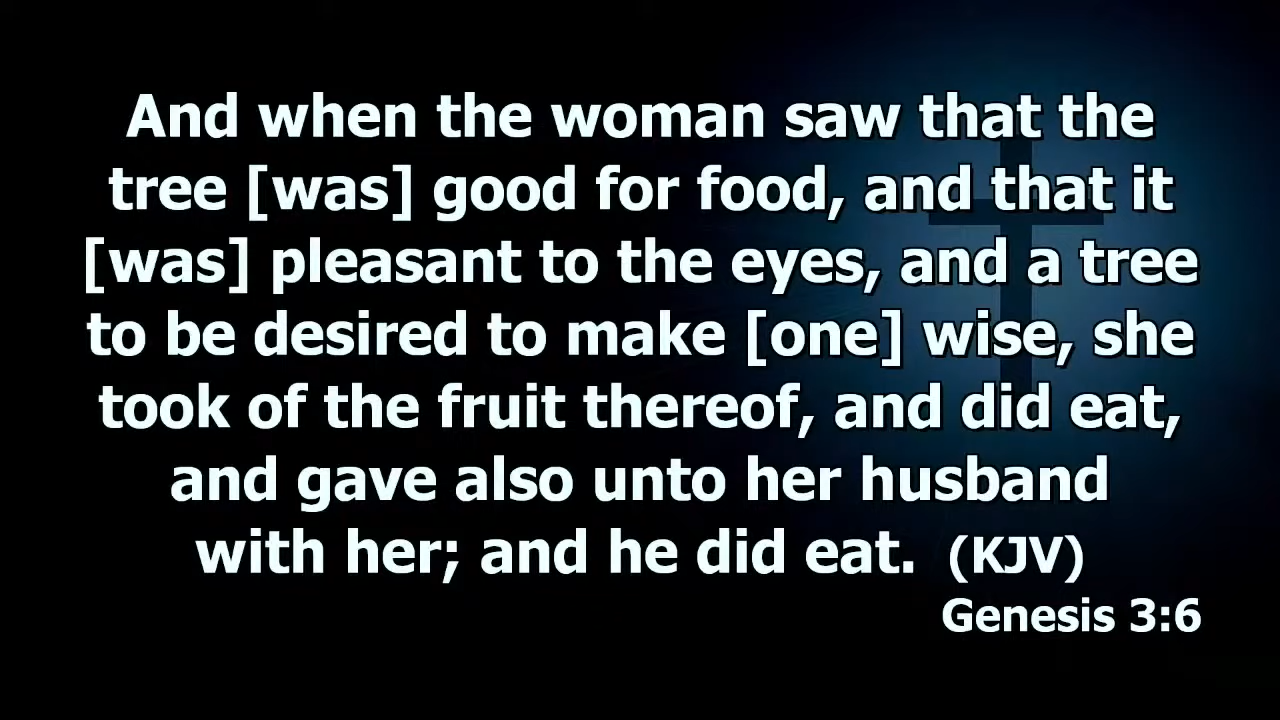 And when the woman saw that the
tree [was] good for food, and that it
[was] pleasant to the eyes, and a tree
to be desired to make [one] wise, she
took of the fruit thereof, and did eat,
and gave also unto her husband
with her; and he did eat. (KJV)
Genesis 3:6